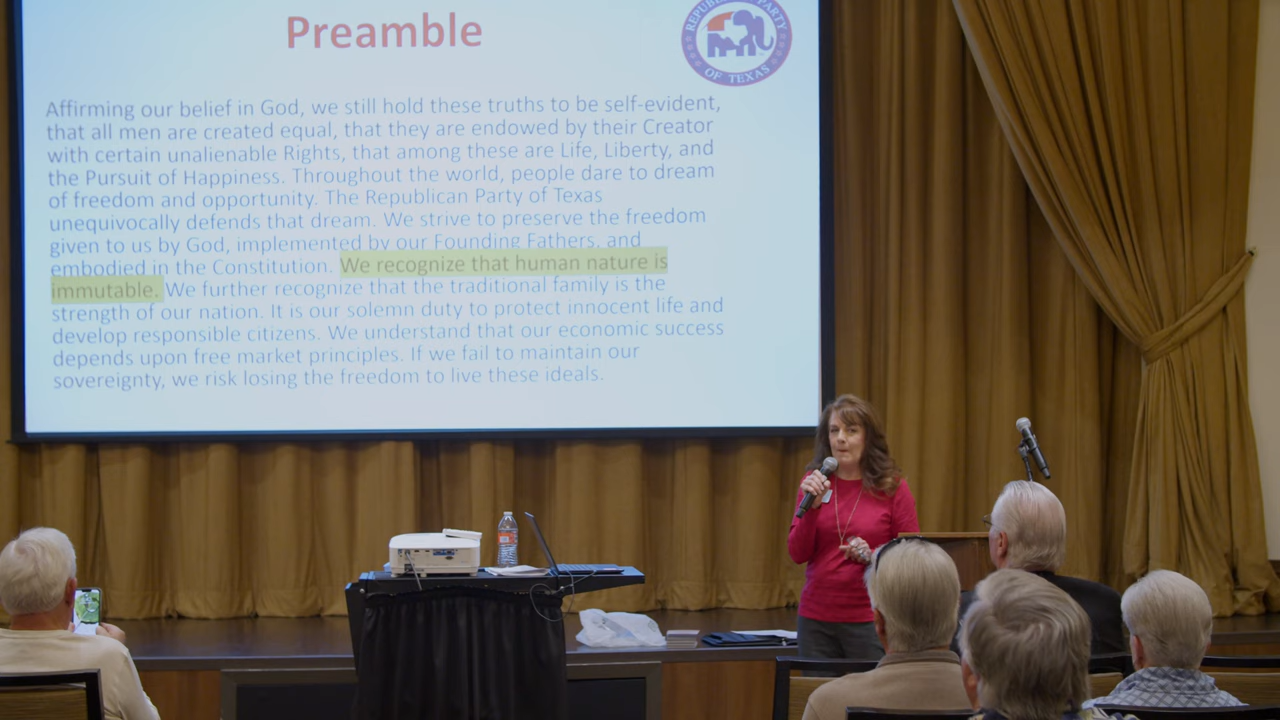 Preamble
REPUBLICAN PARTY
OF TEXAS
Affirming our belief in God, we still hold these truths to be self-evident,
that all men are created equal, that they are endowed by their Creator
with certain unalienable Rights, that among these are Life, Liberty, and
the Pursuit of Happiness. Throughout the world, people dare to dream
of freedom and opportunity. The Republican Party of Texas
unequivocally defends that dream. We strive to preserve the freedom
given to us by God, implemented by our Founding Fathers, and
embodied in the Constitution. We recognize that human nature is
immutable. We further recognize that the traditional family is the
strength of our nation. It is our solemn duty to protect innocent life and
develop responsible citizens. We understand that our economic success
depends upon free market principles. If we fail to maintain our
sovereignty, we risk losing the freedom to live these ideals.